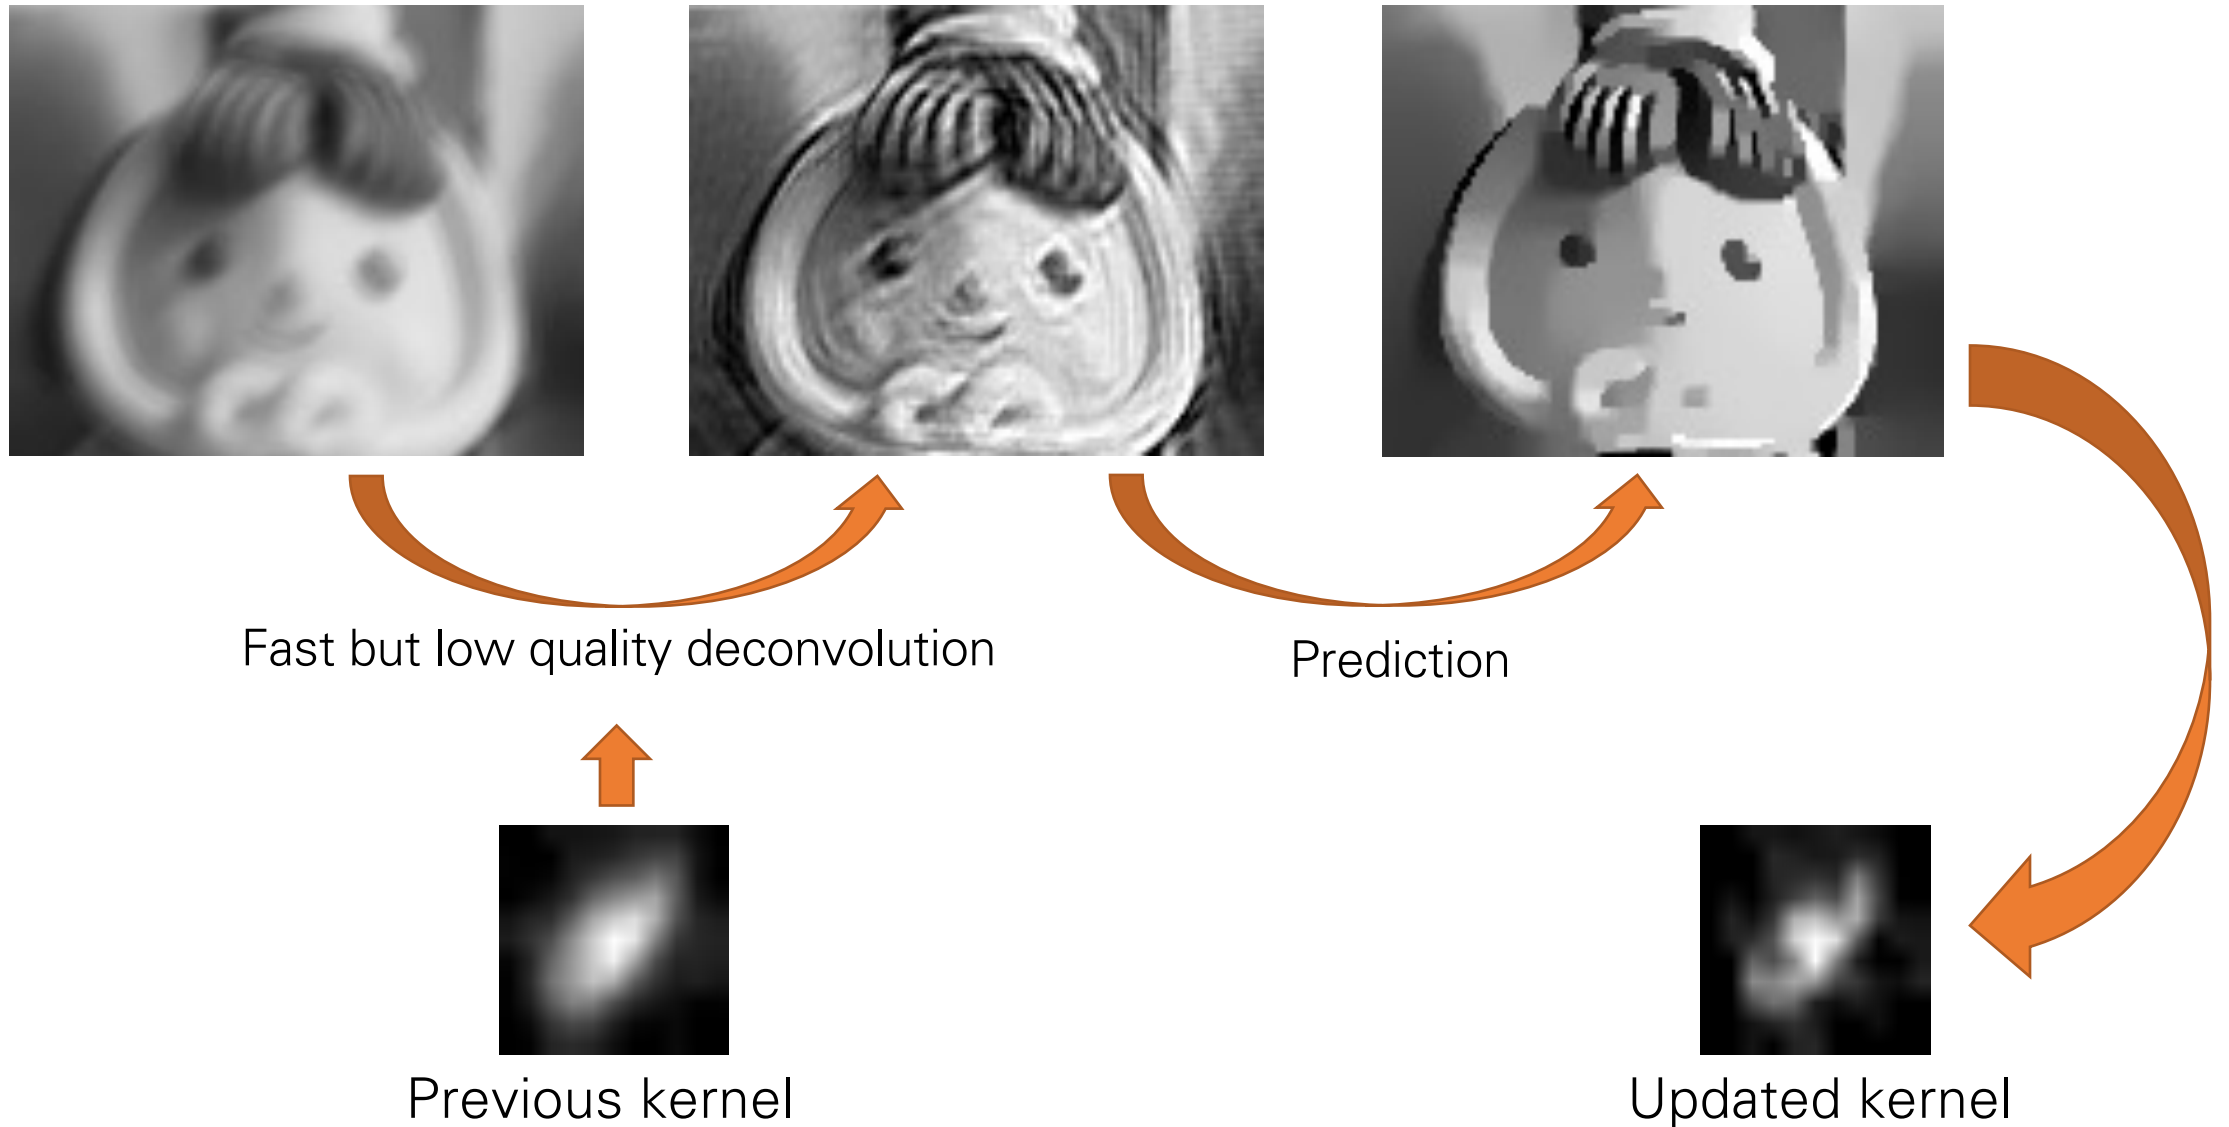 Fast but low quality deconvolution
Prediction
Previous kernel
Updated kernel